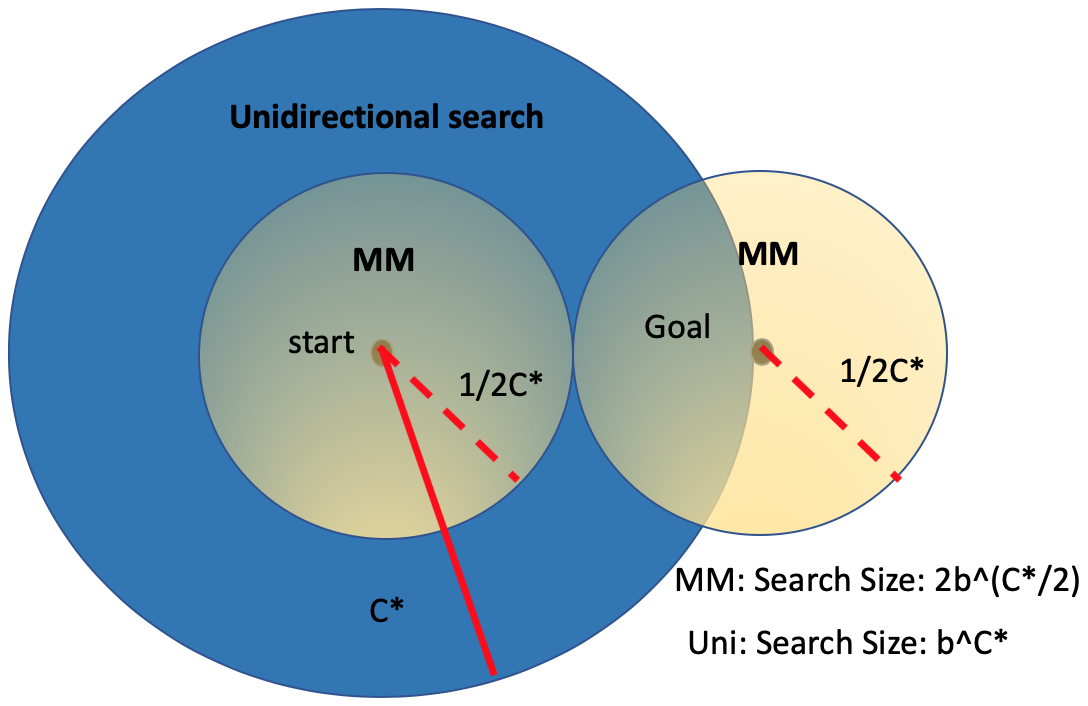 Unidirectional search
MM
MM
start
Goal
1/2C*
1/2C*
C*
MM: Search Size: 2b^(C*/2)
Uni: Search Size: b^C*